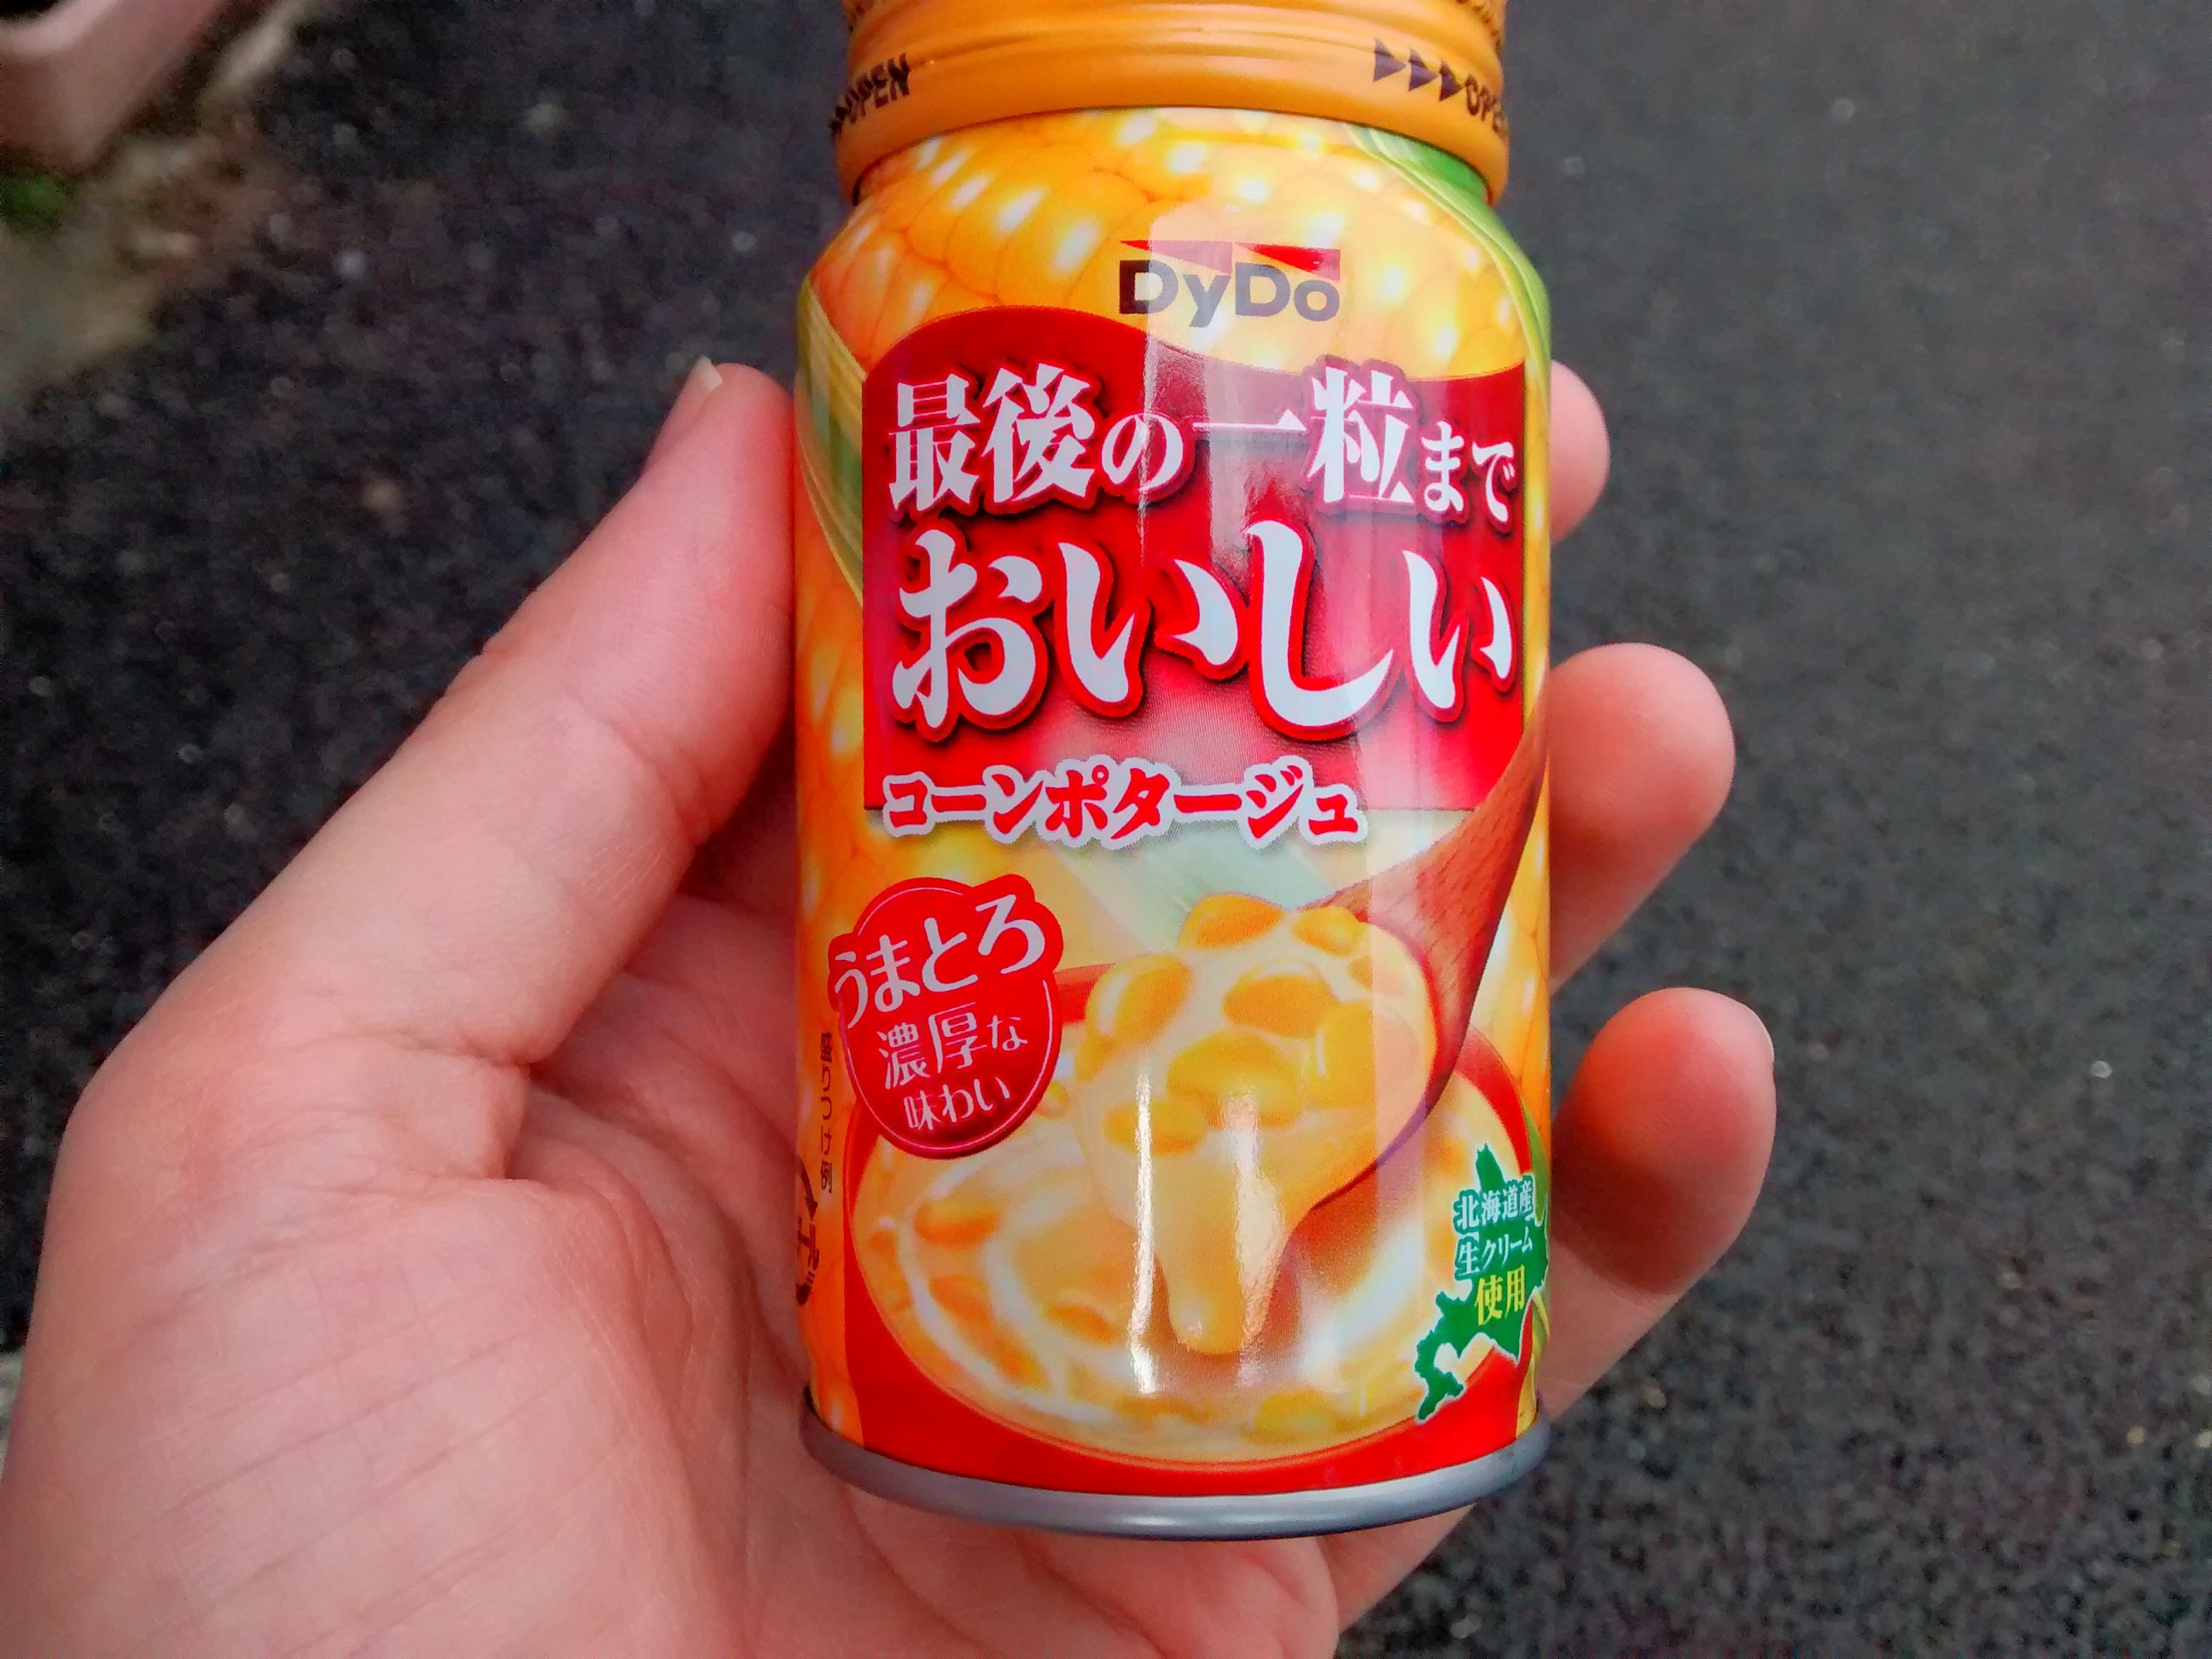 OPEN
OPEN
DyDo
最後の一粒まで
おいしい
コーンポタージュ
うまとろ
濃厚な
味わい
盛りつけ例
北海道産
生クリーム
使用